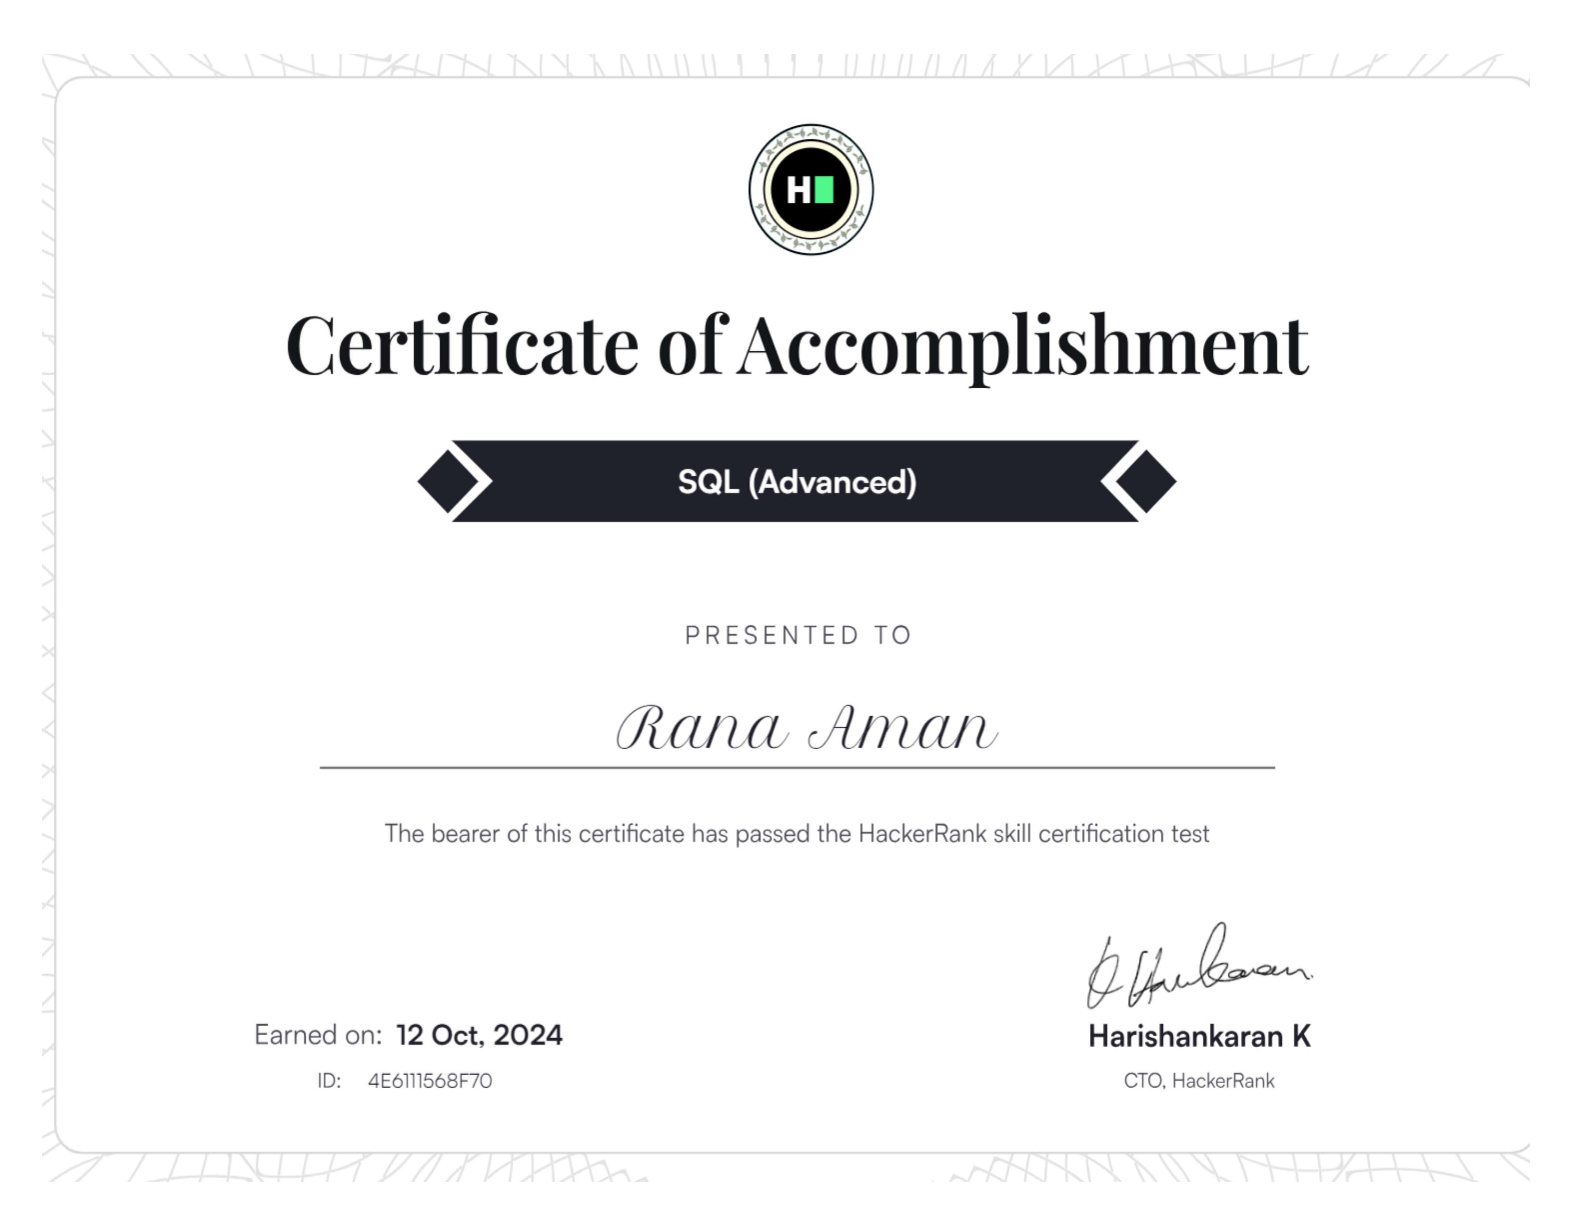 H
Certificate of Accomplishment
SQL (Advanced)
PRESENTED TO
Rana Aman
The bearer of this certificate has passed the HackerRank skill certification test
Earned on: 12 Oct, 2024
ID: 4E6111568F70
Harishankaran K
CTO, HackerRank